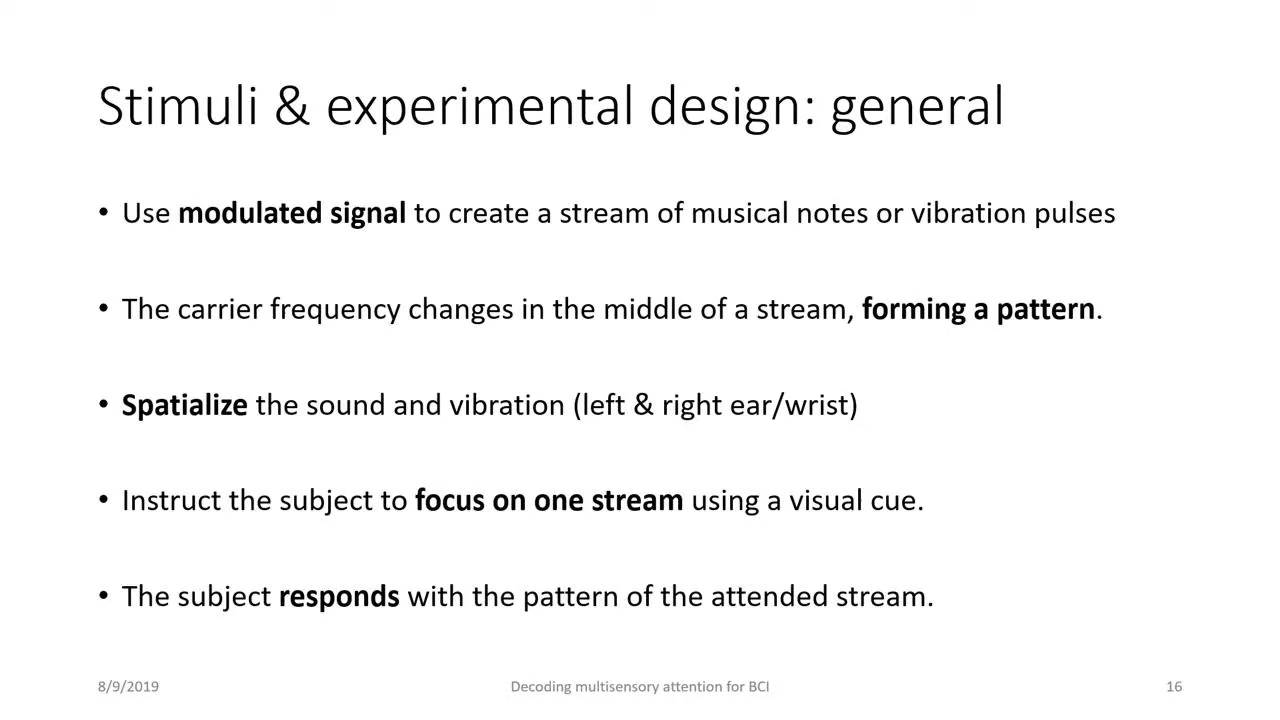 Stimuli & experimental design: general
• Use modulated signal to create a stream of musical notes or vibration pulses
• The carrier frequency changes in the middle of a stream, forming a pattern.
• Spatialize the sound and vibration (left & right ear/wrist)
• Instruct the subject to focus on one stream using a visual cue.
• The subject responds with the pattern of the attended stream.
8/9/2019 Decoding multisensory attention for BCI 16